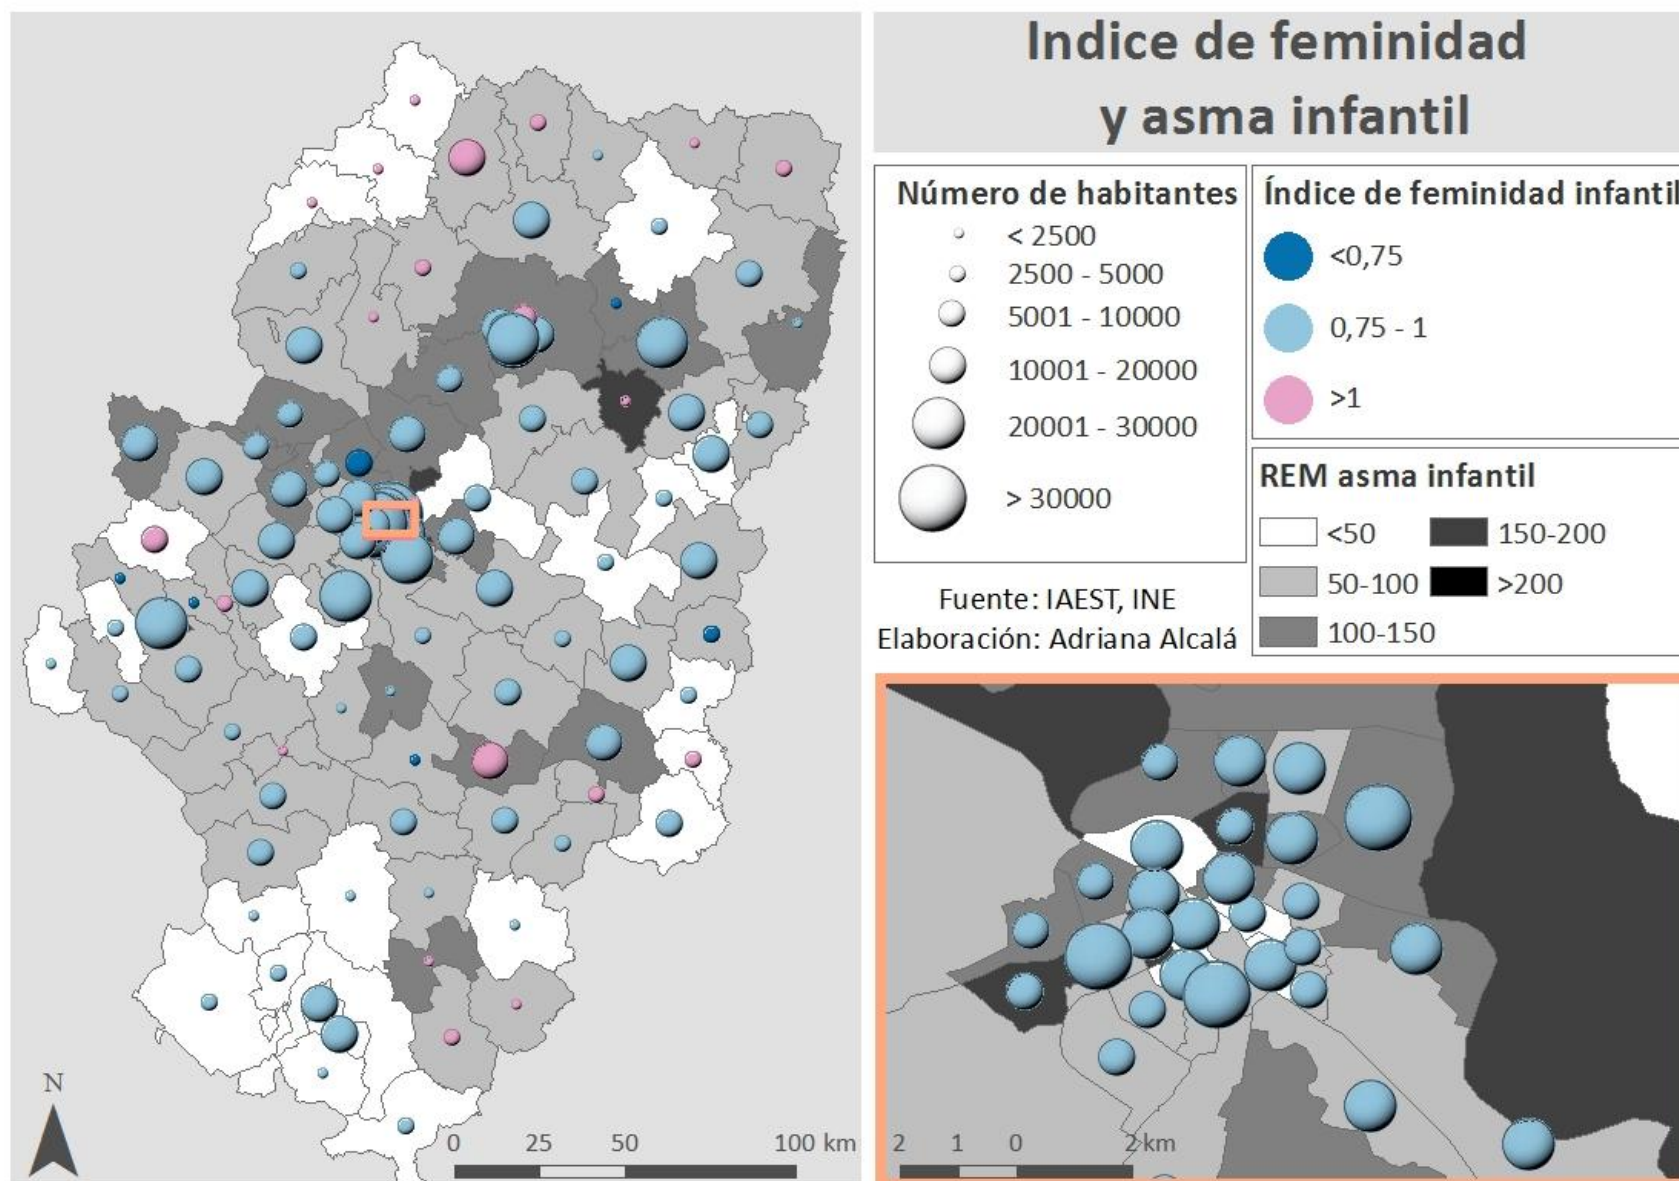 Indice de feminidad
y asma infantil
Número de habitantes
< 2500
2500 - 5000
5001 - 10000
10001 - 20000
20001 - 30000
> 30000
Índice de feminidad infantil
<0,75
0,75 - 1
>1
REM asma infantil
<50
150-200
50-100
>200
100-150
Fuente: IAEST, INE
Elaboración: Adriana Alcalá
N
0 25 50 100 km
2 1 0 2 km